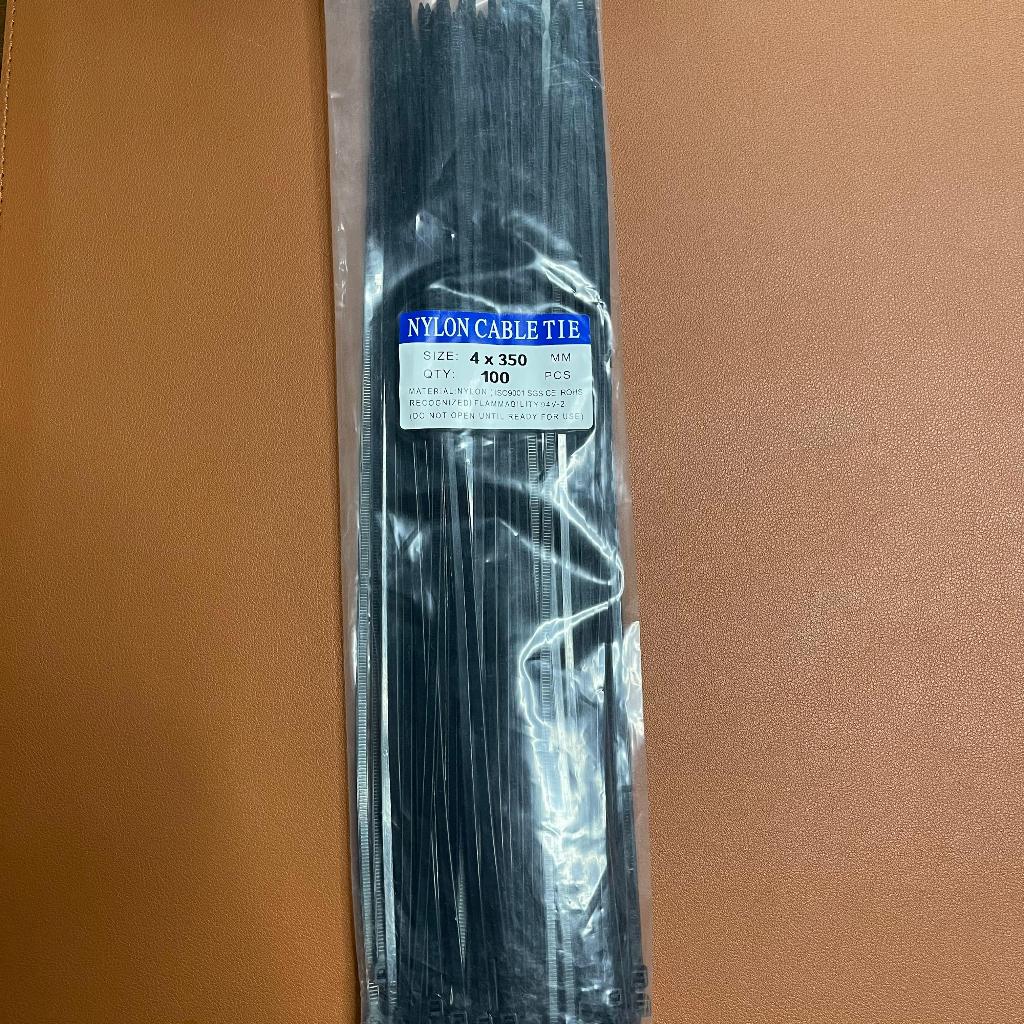 NYLON CABLE TIE
SIZE: 4 x 350 MM
QTY: 100 PCS
MATERIAL:NYLON (ISO9001 SGS CE ROHS
RECOGNIZED) FLAMMABILITY 94V-2
(DO NOT OPEN UNTIL READY FOR USE)